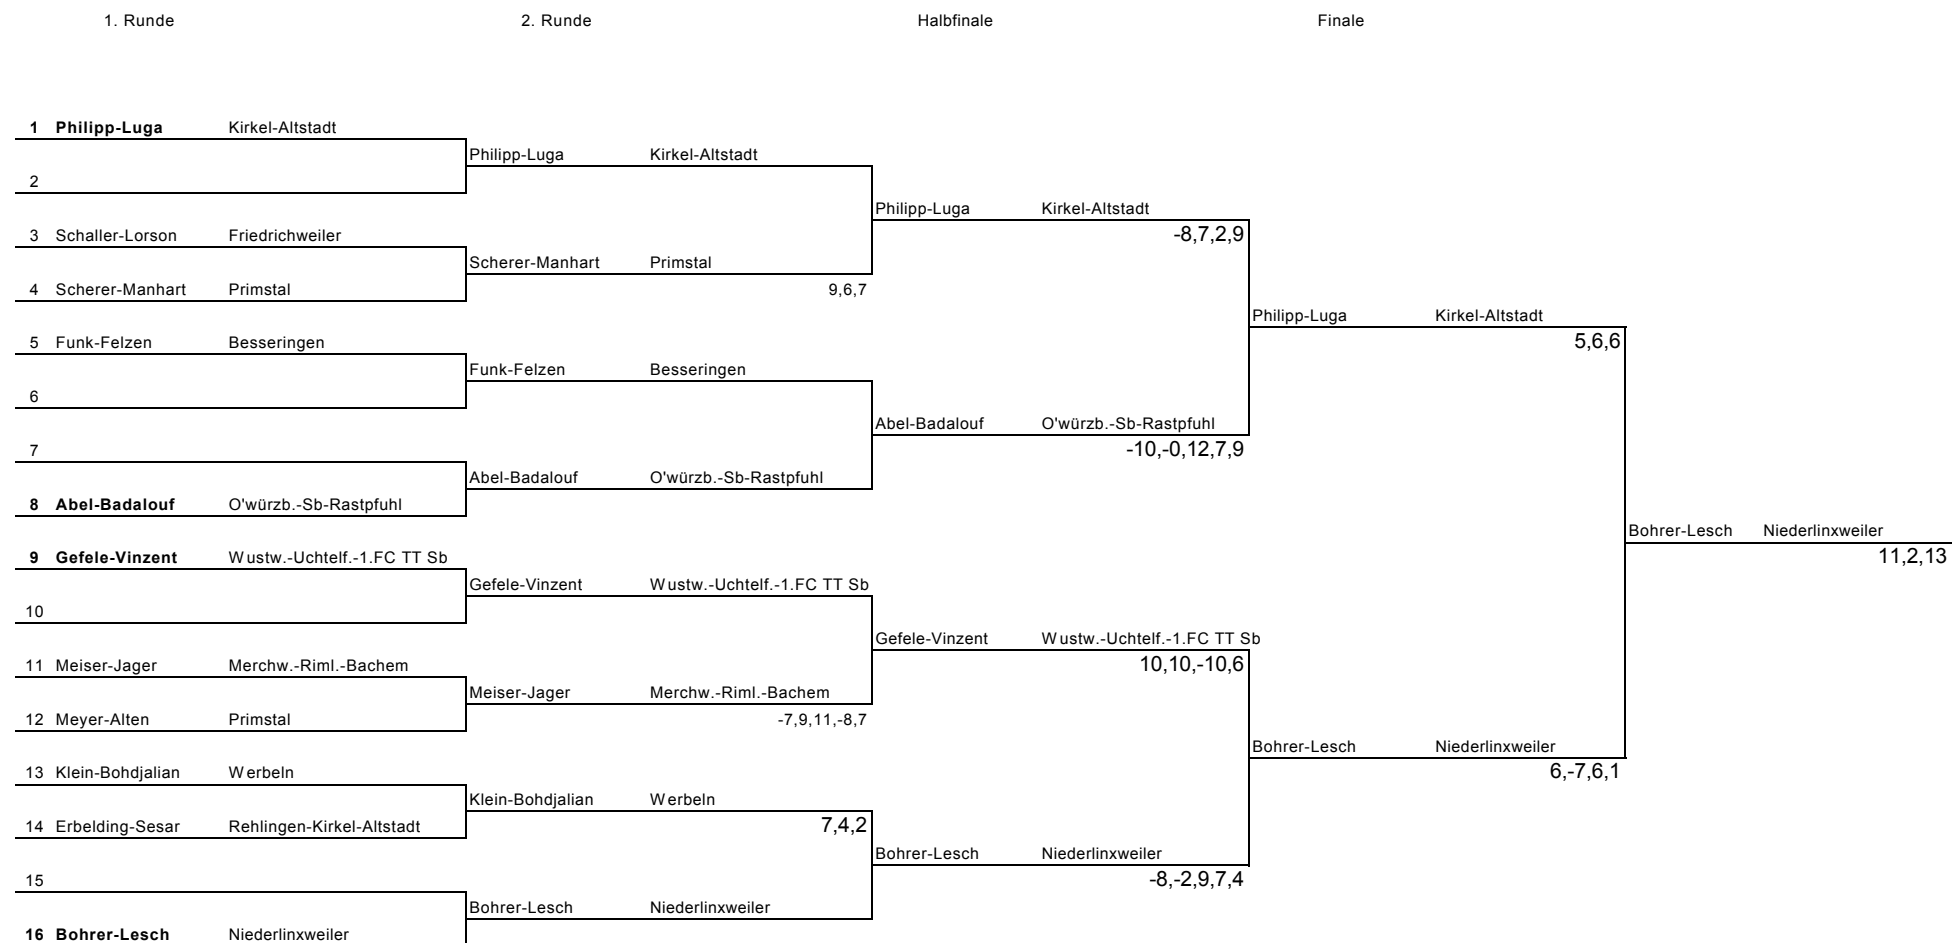 1. Runde 2. Runde Halbfinale Finale
1 Philipp-Luga Kirkel-Altstadt
Philipp-Luga Kirkel-Altstadt
2
Philipp-Luga Kirkel-Altstadt
3 Schaller-Lorson Friedrichweiler -8,7,2,9
Scherer-Manhart Primstal
4 Scherer-Manhart Primstal 9,6,7
Philipp-Luga Kirkel-Altstadt
5 Funk-Felzen Besseringen 5,6,6
Funk-Felzen Besseringen
6
Abel-Badalouf O'würzb.-Sb-Rastpfuhl
7 -10,-0,12,7,9
Abel-Badalouf O'würzb.-Sb-Rastpfuhl
8 Abel-Badalouf O'würzb.-Sb-Rastpfuhl
Bohrer-Lesch Niederlinxweiler
9 Gefele-Vinzent Wustw.-Uchtelf.-1.FC TT Sb 11,2,13
Gefele-Vinzent Wustw.-Uchtelf.-1.FC TT Sb
10
Gefele-Vinzent Wustw.-Uchtelf.-1.FC TT Sb
11 Meiser-Jager Merchw.-Riml.-Bachem 10,10,-10,6
Meiser-Jager Merchw.-Riml.-Bachem
12 Meyer-Alten Primstal -7,9,11,-8,7
Bohrer-Lesch Niederlinxweiler
13 Klein-Bohdjalian Werbeln 6,-7,6,1
Klein-Bohdjalian Werbeln
14 Erbelding-Sesar Rehlingen-Kirkel-Altstadt 7,4,2
Bohrer-Lesch Niederlinxweiler
15 -8,-2,9,7,4
Bohrer-Lesch Niederlinxweiler
16 Bohrer-Lesch Niederlinxweiler